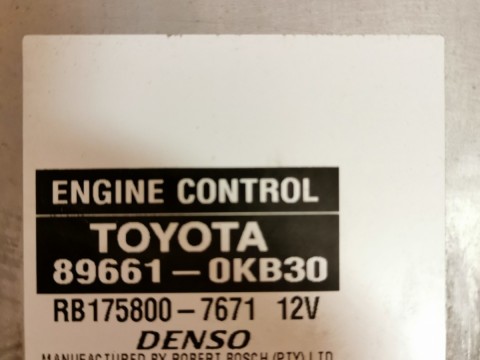 ENGINE CONTROL
TOYOTA
89661-0KB30
RB175800-7671 12V
DENSO
MANUFACTURED BY ROBERT BOSCH (PTY) LTD